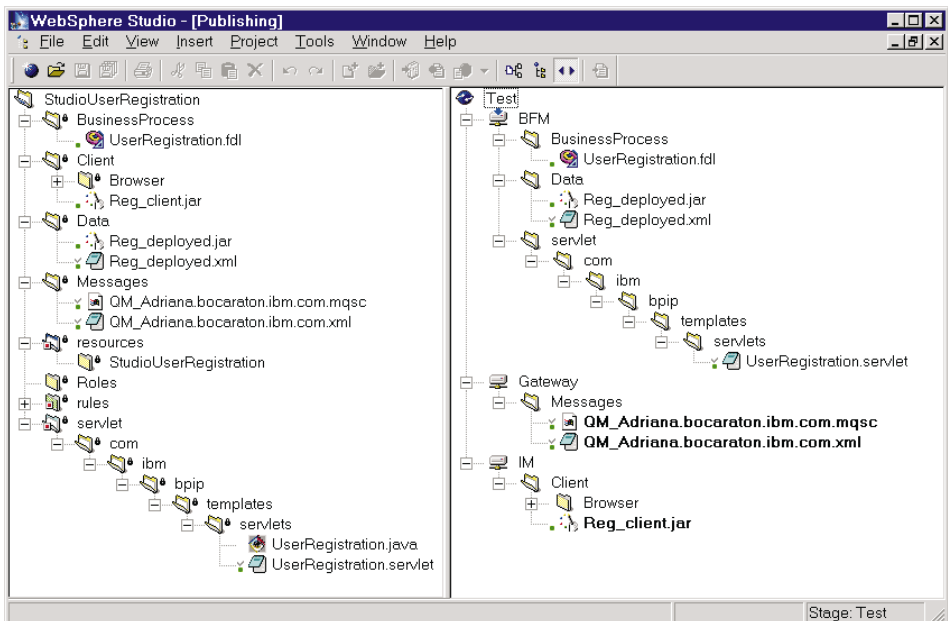 WebSphere Studio - [Publishing]
File Edit View Insert Project Tools Window Help
StudioUserRegistration
BusinessProcess
UserRegistration.fdl
Client
Browser
Reg_client.jar
Data
Reg_deployed.jar
Reg_deployed.xml
Messages
QM_Adriana.bocaraton.ibm.com.mqsc
QM_Adriana.bocaraton.ibm.com.xml
resources
StudioUserRegistration
Roles
rules
servlet
com
ibm
bpip
templates
servlets
UserRegistration.java
UserRegistration.servlet
Test
BFM
BusinessProcess
UserRegistration.fdl
Data
Reg_deployed.jar
Reg_deployed.xml
servlet
com
ibm
bpip
templates
servlets
UserRegistration.servlet
Gateway
Messages
QM_Adriana.bocaraton.ibm.com.mqsc
QM_Adriana.bocaraton.ibm.com.xml
IM
Client
Browser
Reg_client.jar
Stage: Test